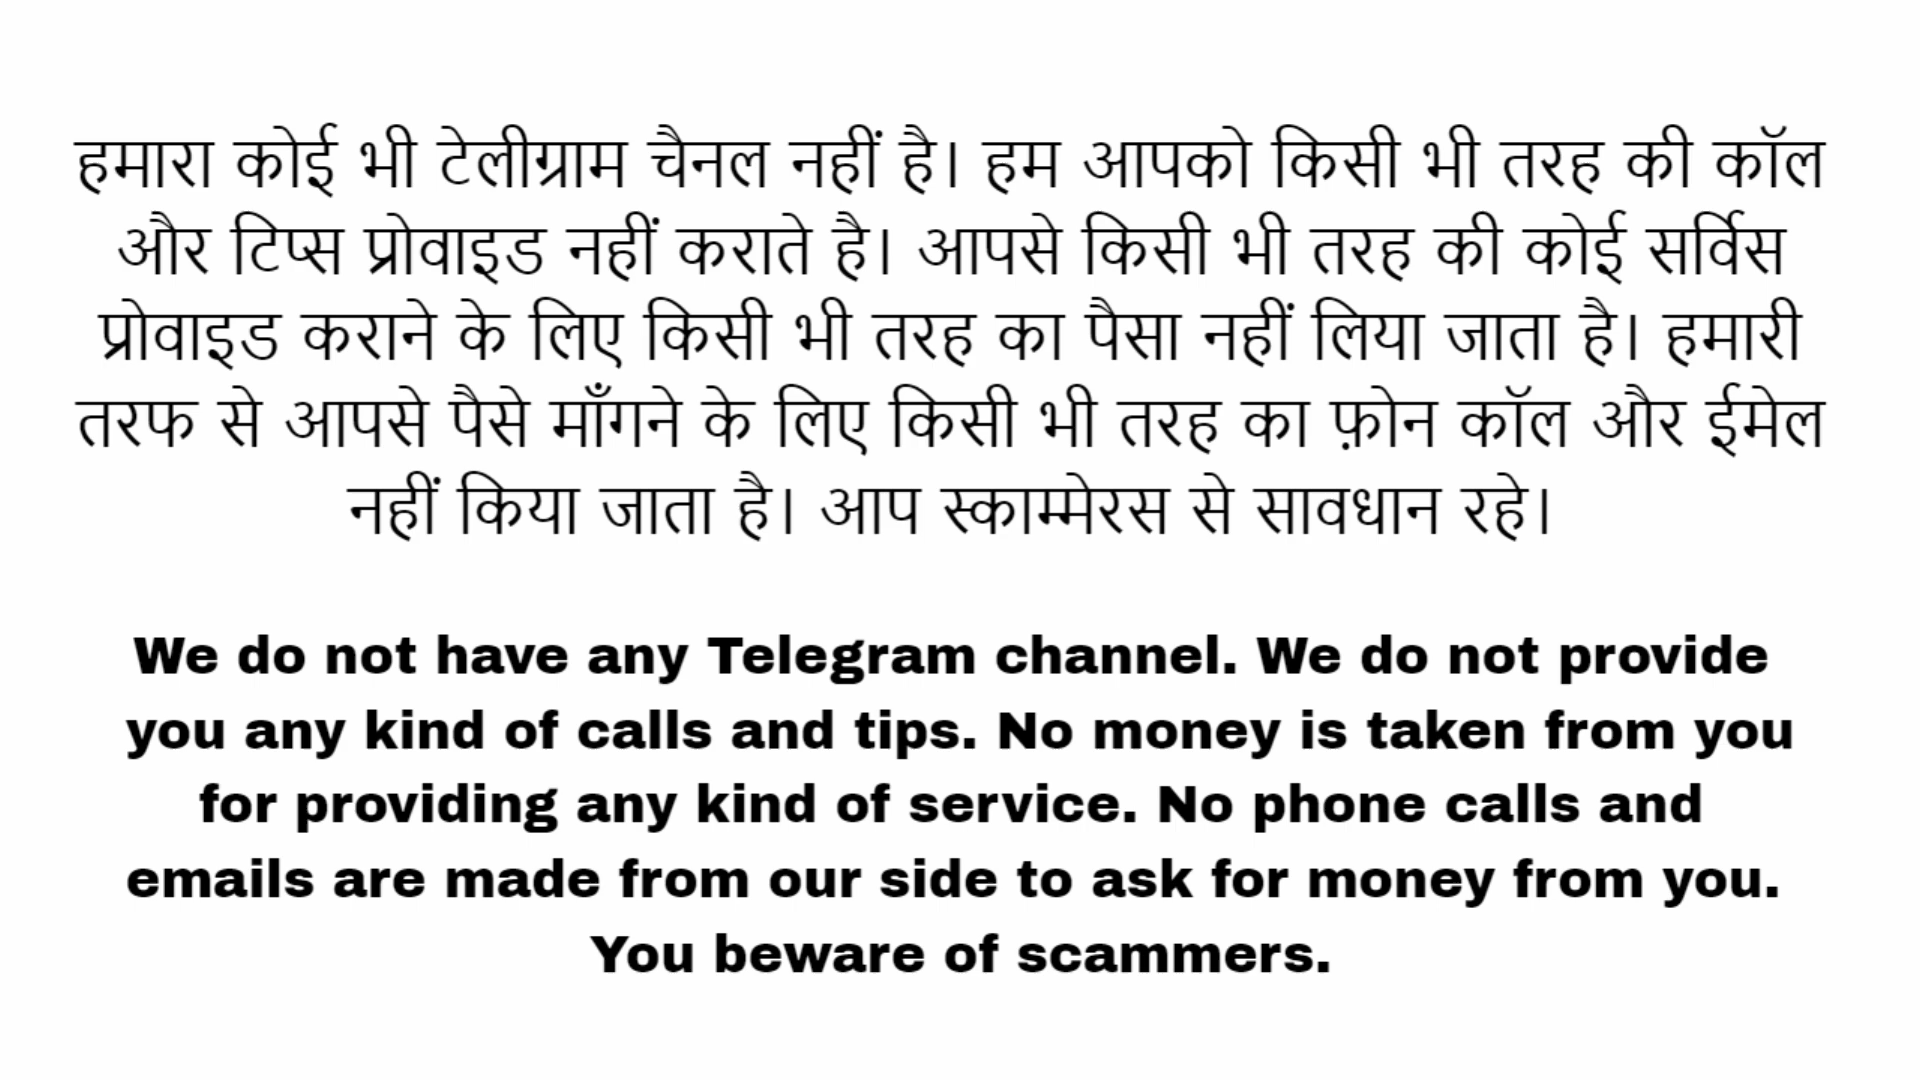 हमारा कोई भी टेलीग्राम चैनल नहीं है। हम आपको किसी भी तरह की कॉल
और टिप्स प्रोवाइड नहीं कराते है। आपसे किसी भी तरह की कोई सर्विस
प्रोवाइड कराने के लिए किसी भी तरह का पैसा नहीं लिया जाता है। हमारी
तरफ से आपसे पैसे माँगने के लिए किसी भी तरह का फ़ोन कॉल और ईमेल
नहीं किया जाता है। आप स्काम्मेरस से सावधान रहे।
We do not have any Telegram channel. We do not provide
you any kind of calls and tips. No money is taken from you
for providing any kind of service. No phone calls and
emails are made from our side to ask for money from you.
You beware of scammers.